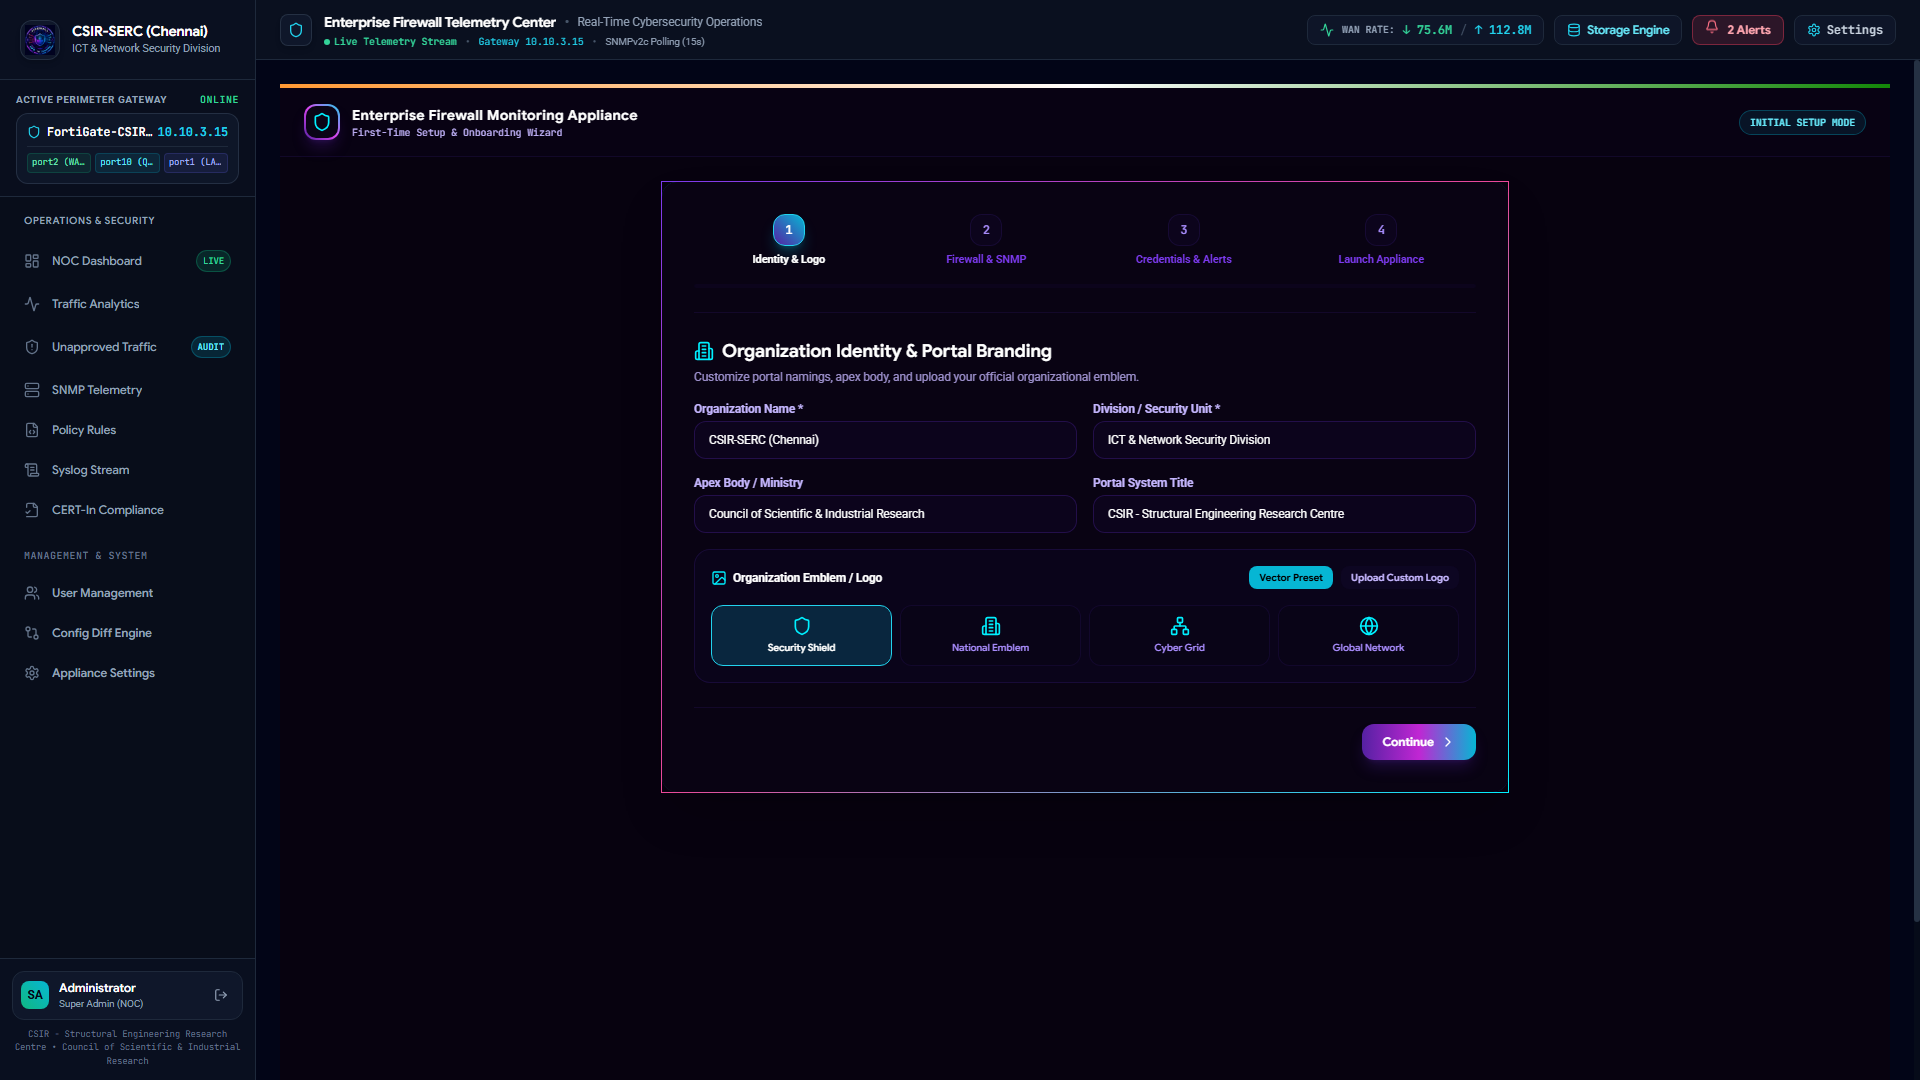 CSIR-SERC (Chennai)
ICT & Network Security Division
ACTIVE PERIMETER GATEWAY ONLINE
FortiGate-CSIR… 10.10.3.15
port2 (WA… port10 (Q… port1 (LA…
OPERATIONS & SECURITY
NOC Dashboard LIVE
Traffic Analytics
Unapproved Traffic AUDIT
SNMP Telemetry
Policy Rules
Syslog Stream
CERT-In Compliance
MANAGEMENT & SYSTEM
User Management
Config Diff Engine
Appliance Settings
SA
Administrator
Super Admin (NOC)
CSIR - Structural Engineering Research
Centre • Council of Scientific & Industrial
Research
Enterprise Firewall Telemetry Center • Real-Time Cybersecurity Operations
Live Telemetry Stream • Gateway 10.10.3.15 • SNMPv2c Polling (15s)
WAN RATE: ↓ 75.6M / ↑ 112.8M
Storage Engine
2 Alerts
Settings
Enterprise Firewall Monitoring Appliance
First-Time Setup & Onboarding Wizard
INITIAL SETUP MODE
1 2 3 4
Identity & Logo Firewall & SNMP Credentials & Alerts Launch Appliance
Organization Identity & Portal Branding
Customize portal namings, apex body, and upload your official organizational emblem.
Organization Name * Division / Security Unit *
CSIR-SERC (Chennai) ICT & Network Security Division
Apex Body / Ministry Portal System Title
Council of Scientific & Industrial Research CSIR - Structural Engineering Research Centre
Organization Emblem / Logo Vector Preset Upload Custom Logo
Security Shield National Emblem Cyber Grid Global Network
Continue